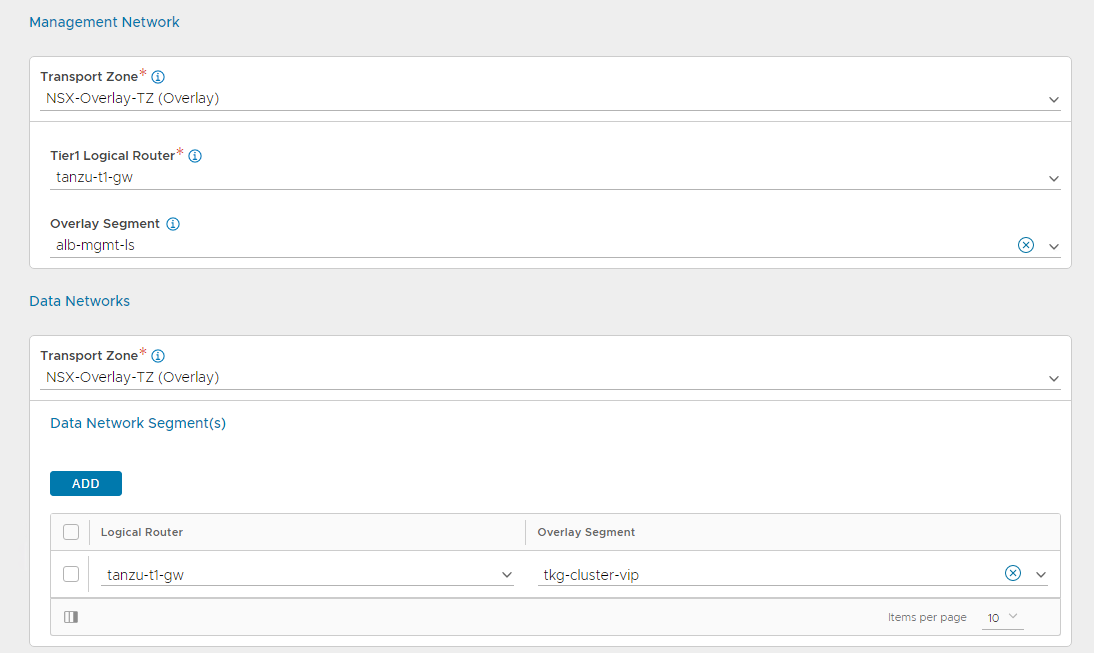 Management Network
Transport Zone*
NSX-Overlay-TZ (Overlay)
Tier1 Logical Router*
tanzu-t1-gw
Overlay Segment
alb-mgmt-ls
Data Networks
Transport Zone*
NSX-Overlay-TZ (Overlay)
Data Network Segment(s)
ADD
Logical Router Overlay Segment
tanzu-t1-gw tkg-cluster-vip
Items per page 10